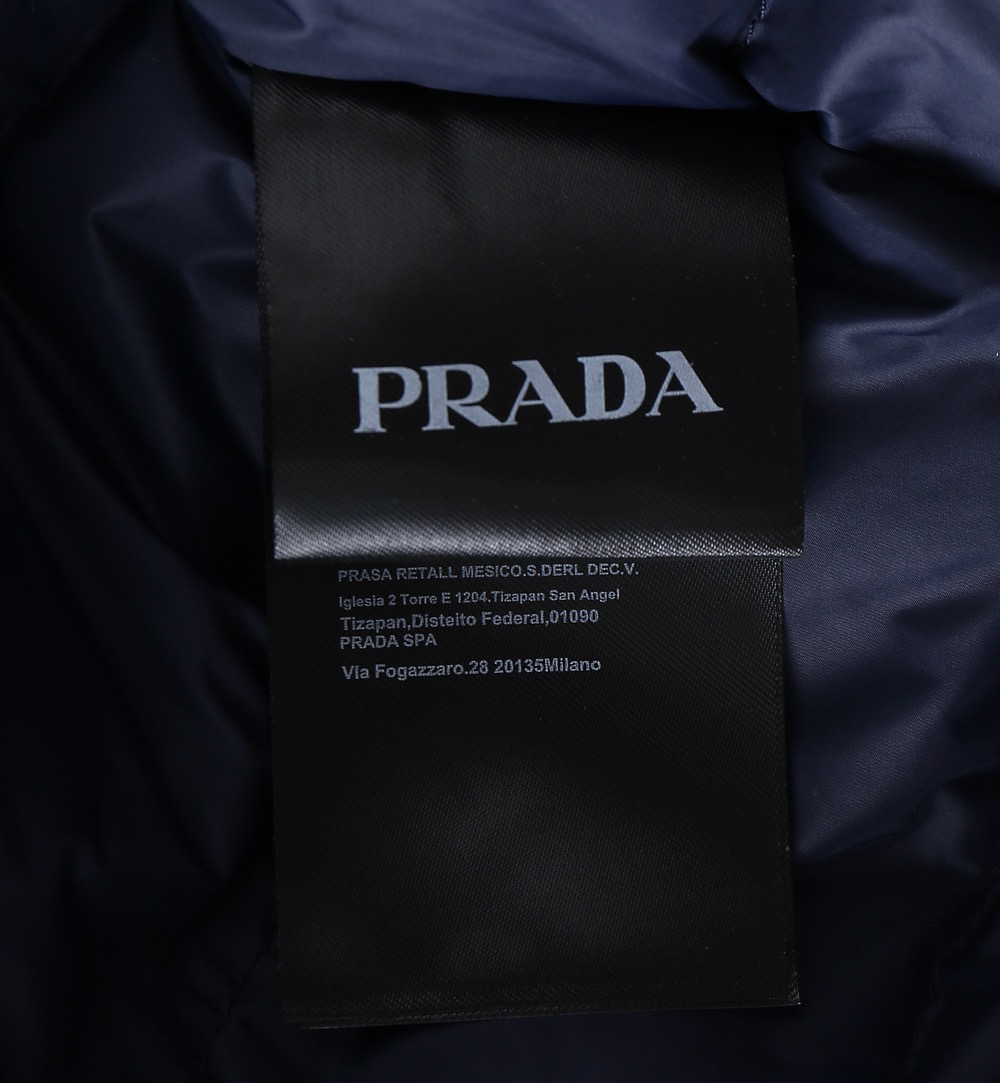 PRADA
PRASA RETALL MESICO.S.DERL DEC.V.
Iglesia 2 Torre E 1204.Tizapan San Angel
Tizapan,Disteito Federal,01090
PRADA SPA
Via Fogazzaro.28 20135Milano